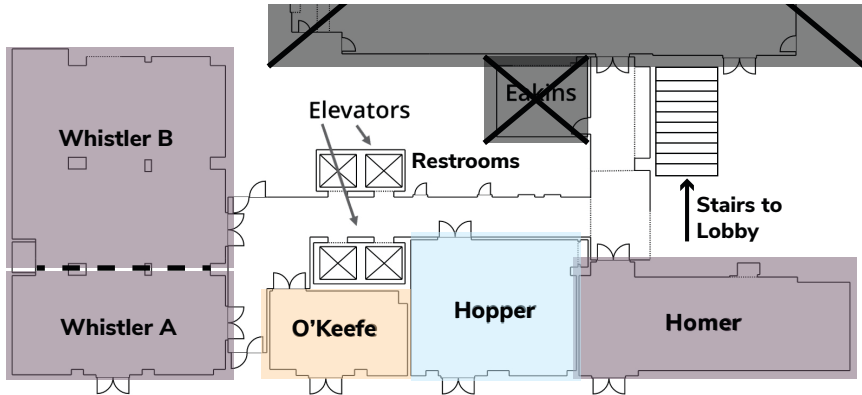 Eakins
Elevators
Whistler B
Restrooms
Stairs to
Lobby
Whistler A
O'Keefe
Hopper
Homer